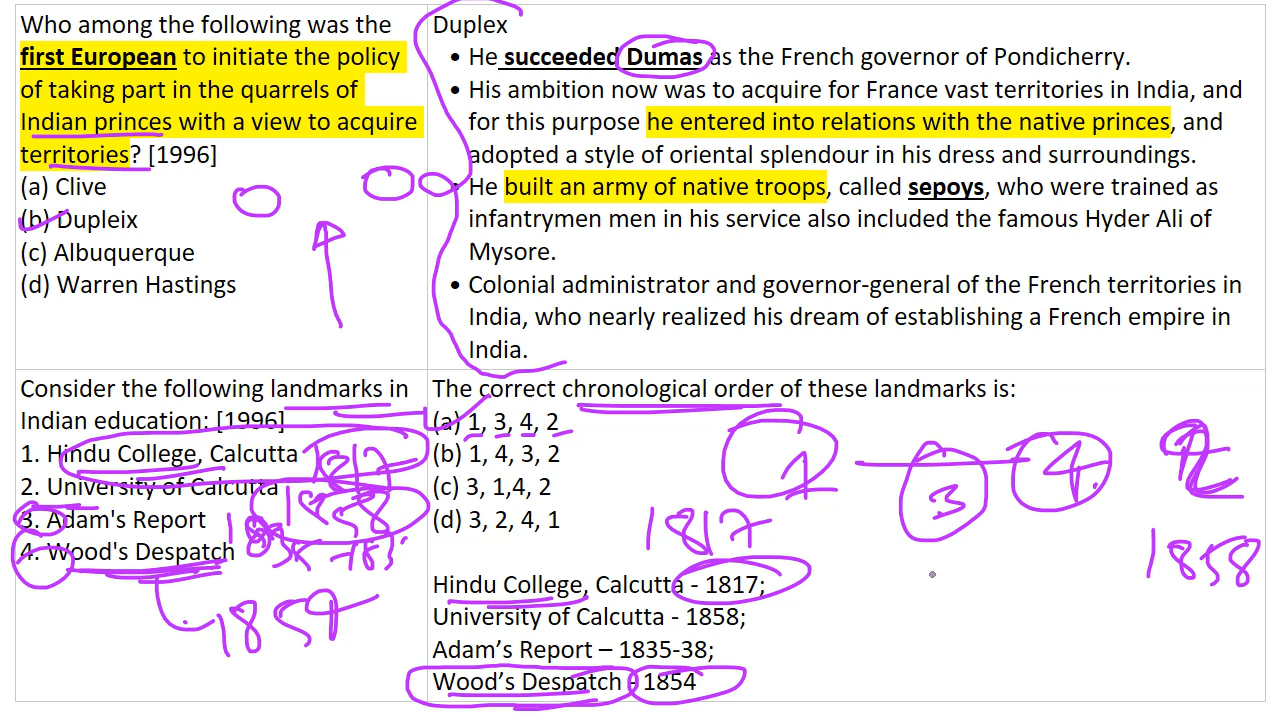 Who among the following was the
first European to initiate the policy
of taking part in the quarrels of
Indian princes with a view to acquire
territories? [1996]
(a) Clive
(b) Dupleix
(c) Albuquerque
(d) Warren Hastings
Duplex
• He succeeded Dumas as the French governor of Pondicherry.
• His ambition now was to acquire for France vast territories in India, and
for this purpose he entered into relations with the native princes, and
adopted a style of oriental splendour in his dress and surroundings.
• He built an army of native troops, called sepoys, who were trained as
infantrymen men in his service also included the famous Hyder Ali of
Mysore.
• Colonial administrator and governor-general of the French territories in
India, who nearly realized his dream of establishing a French empire in
India.
Consider the following landmarks in
Indian education: [1996]
1. Hindu College, Calcutta 1817
2. University of Calcutta 1858
3. Adam's Report
4. Wood's Despatch
1854
The correct chronological order of these landmarks is:
(a) 1, 3, 4, 2
(b) 1, 4, 3, 2
(c) 3, 1,4, 2
(d) 3, 2, 4, 1
1 3 4 2
1817 1858
Hindu College, Calcutta - 1817;
University of Calcutta - 1858;
Adam's Report – 1835-38;
Wood's Despatch - 1854